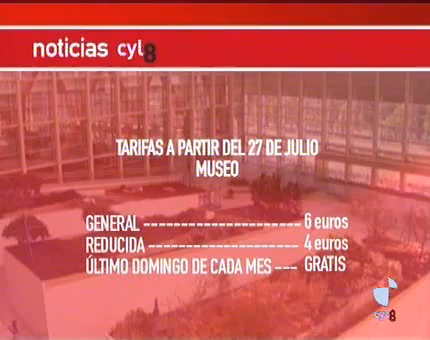 noticias cyl8
TARIFAS A PARTIR DEL 27 DE JULIO
MUSEO
GENERAL --------------------- 6 euros
REDUCIDA -------------------- 4 euros
ÚLTIMO DOMINGO DE CADA MES --- GRATIS
cyl8